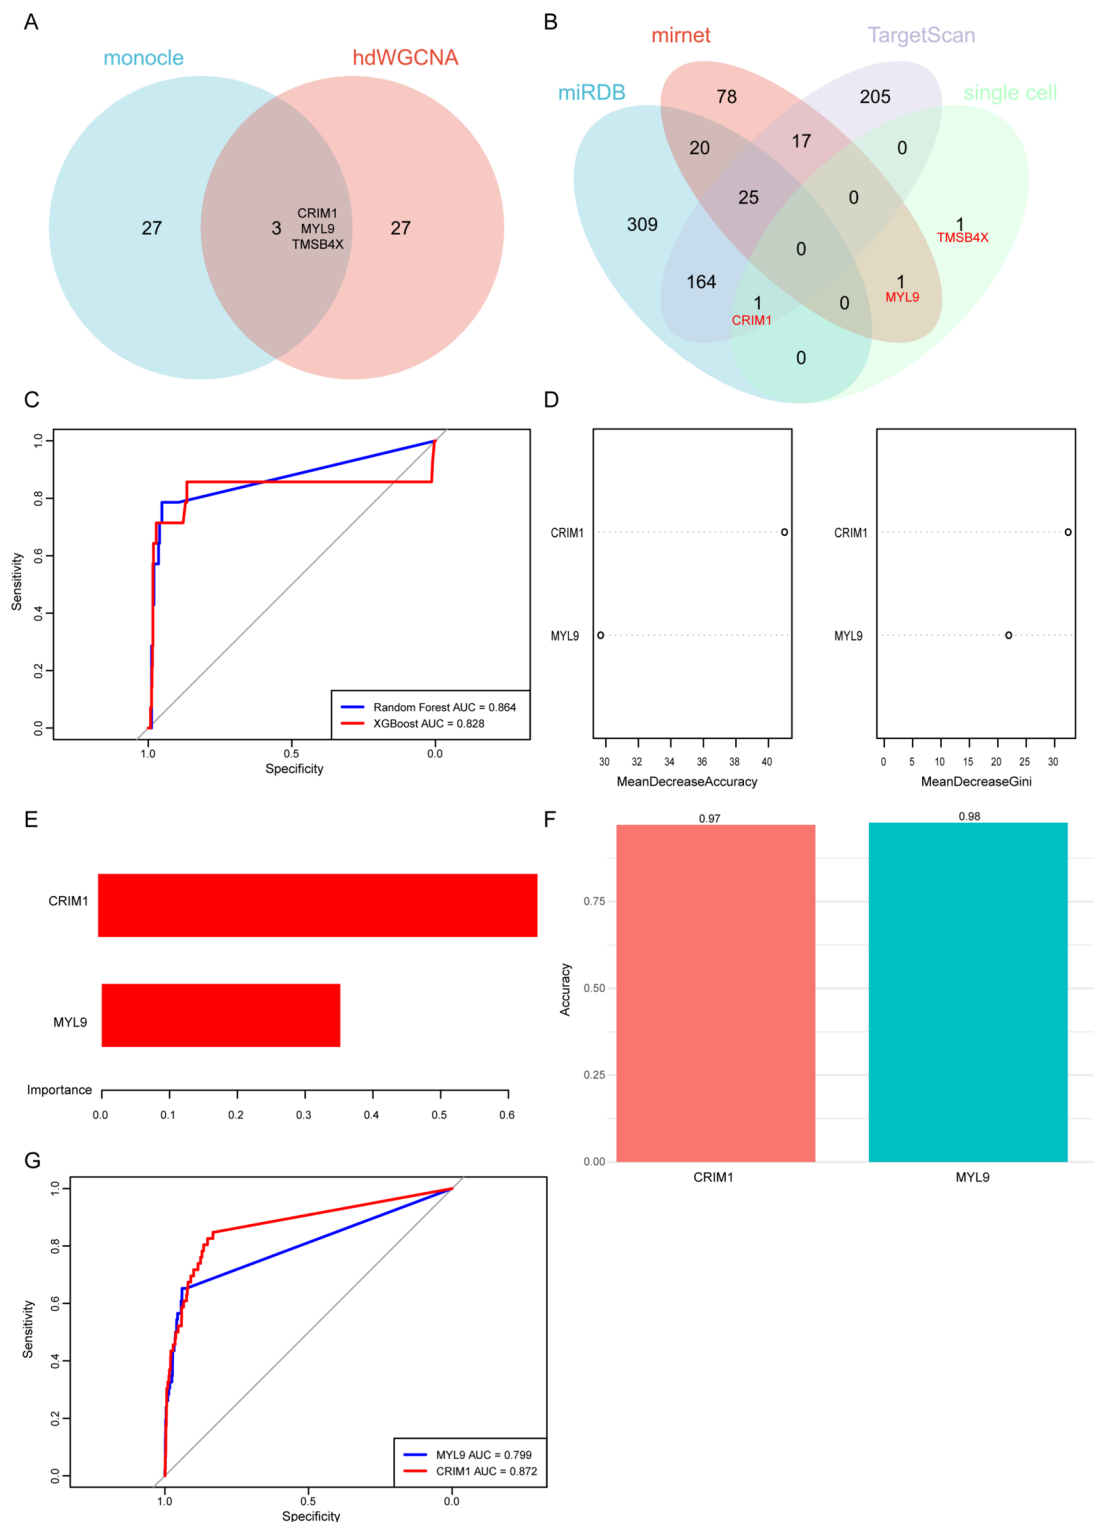 A
monocle
hdWGCNA
27
3
CRIM1
MYL9
TMSB4X
27
B
mirnet
TargetScan
miRDB
single cell
78
205
20
17
0
25
0
309
1
TMSB4X
0
164
1
MYL9
1
CRIM1
0
0
C
1.0
0.8
0.6
0.4
0.2
0.0
Sensitivity
Random Forest AUC = 0.864
XGBoost AUC = 0.828
1.0 0.5 0.0
Specificity
D
CRIM1
MYL9
30 32 34 36 38 40
MeanDecreaseAccuracy
CRIM1
MYL9
0 5 10 15 20 25 30
MeanDecreaseGini
E
CRIM1
MYL9
Importance
0.0 0.1 0.2 0.3 0.4 0.5 0.6
F
0.97
0.98
0.75
0.50
0.25
0.00
Accuracy
CRIM1
MYL9
G
1.0
0.8
0.6
0.4
0.2
0.0
Sensitivity
MYL9 AUC = 0.799
CRIM1 AUC = 0.872
1.0 0.5 0.0
Specificity